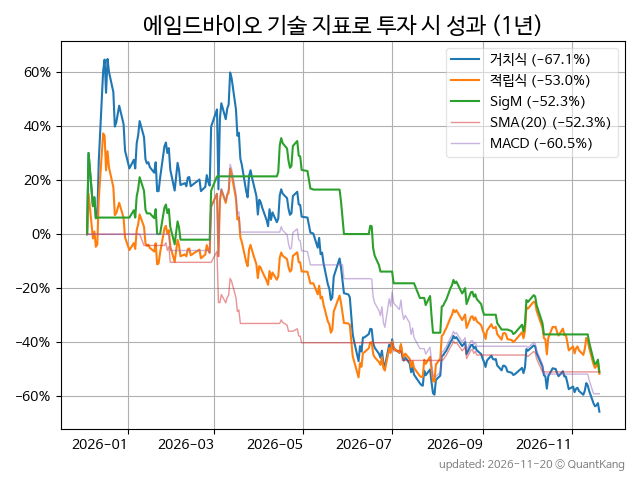 에임드바이오 기술 지표로 투자 시 성과 (1년)
거치식 (−67.1%)
적립식 (−53.0%)
SigM (−52.3%)
SMA(20) (−52.3%)
MACD (−60.5%)
60%
40%
20%
0%
−20%
−40%
−60%
2026-01 2026-03 2026-05 2026-07 2026-09 2026-11
updated: 2026-11-20 © QuantKang